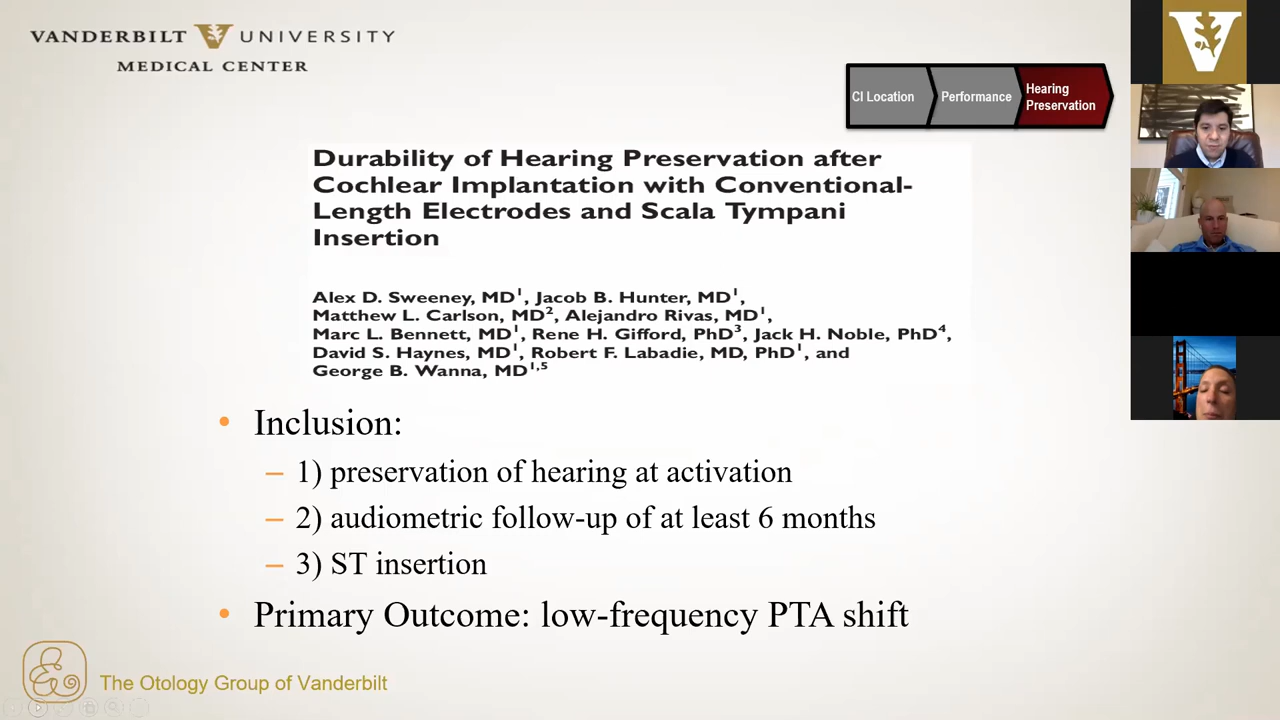 VANDERBILT V UNIVERSITY
MEDICAL CENTER
CI Location
Performance
Hearing
Preservation
Durability of Hearing Preservation after
Cochlear Implantation with Conventional-
Length Electrodes and Scala Tympani
Insertion
Alex D. Sweeney, MD1, Jacob B. Hunter, MD1,
Matthew L. Carlson, MD2, Alejandro Rivas, MD1,
Marc L. Bennett, MD1, Rene H. Gifford, PhD3, Jack H. Noble, PhD4,
David S. Haynes, MD1, Robert F. Labadie, MD, PhD1, and
George B. Wanna, MD1,5
• Inclusion:
– 1) preservation of hearing at activation
– 2) audiometric follow-up of at least 6 months
– 3) ST insertion
• Primary Outcome: low-frequency PTA shift
The Otology Group of Vanderbilt
V